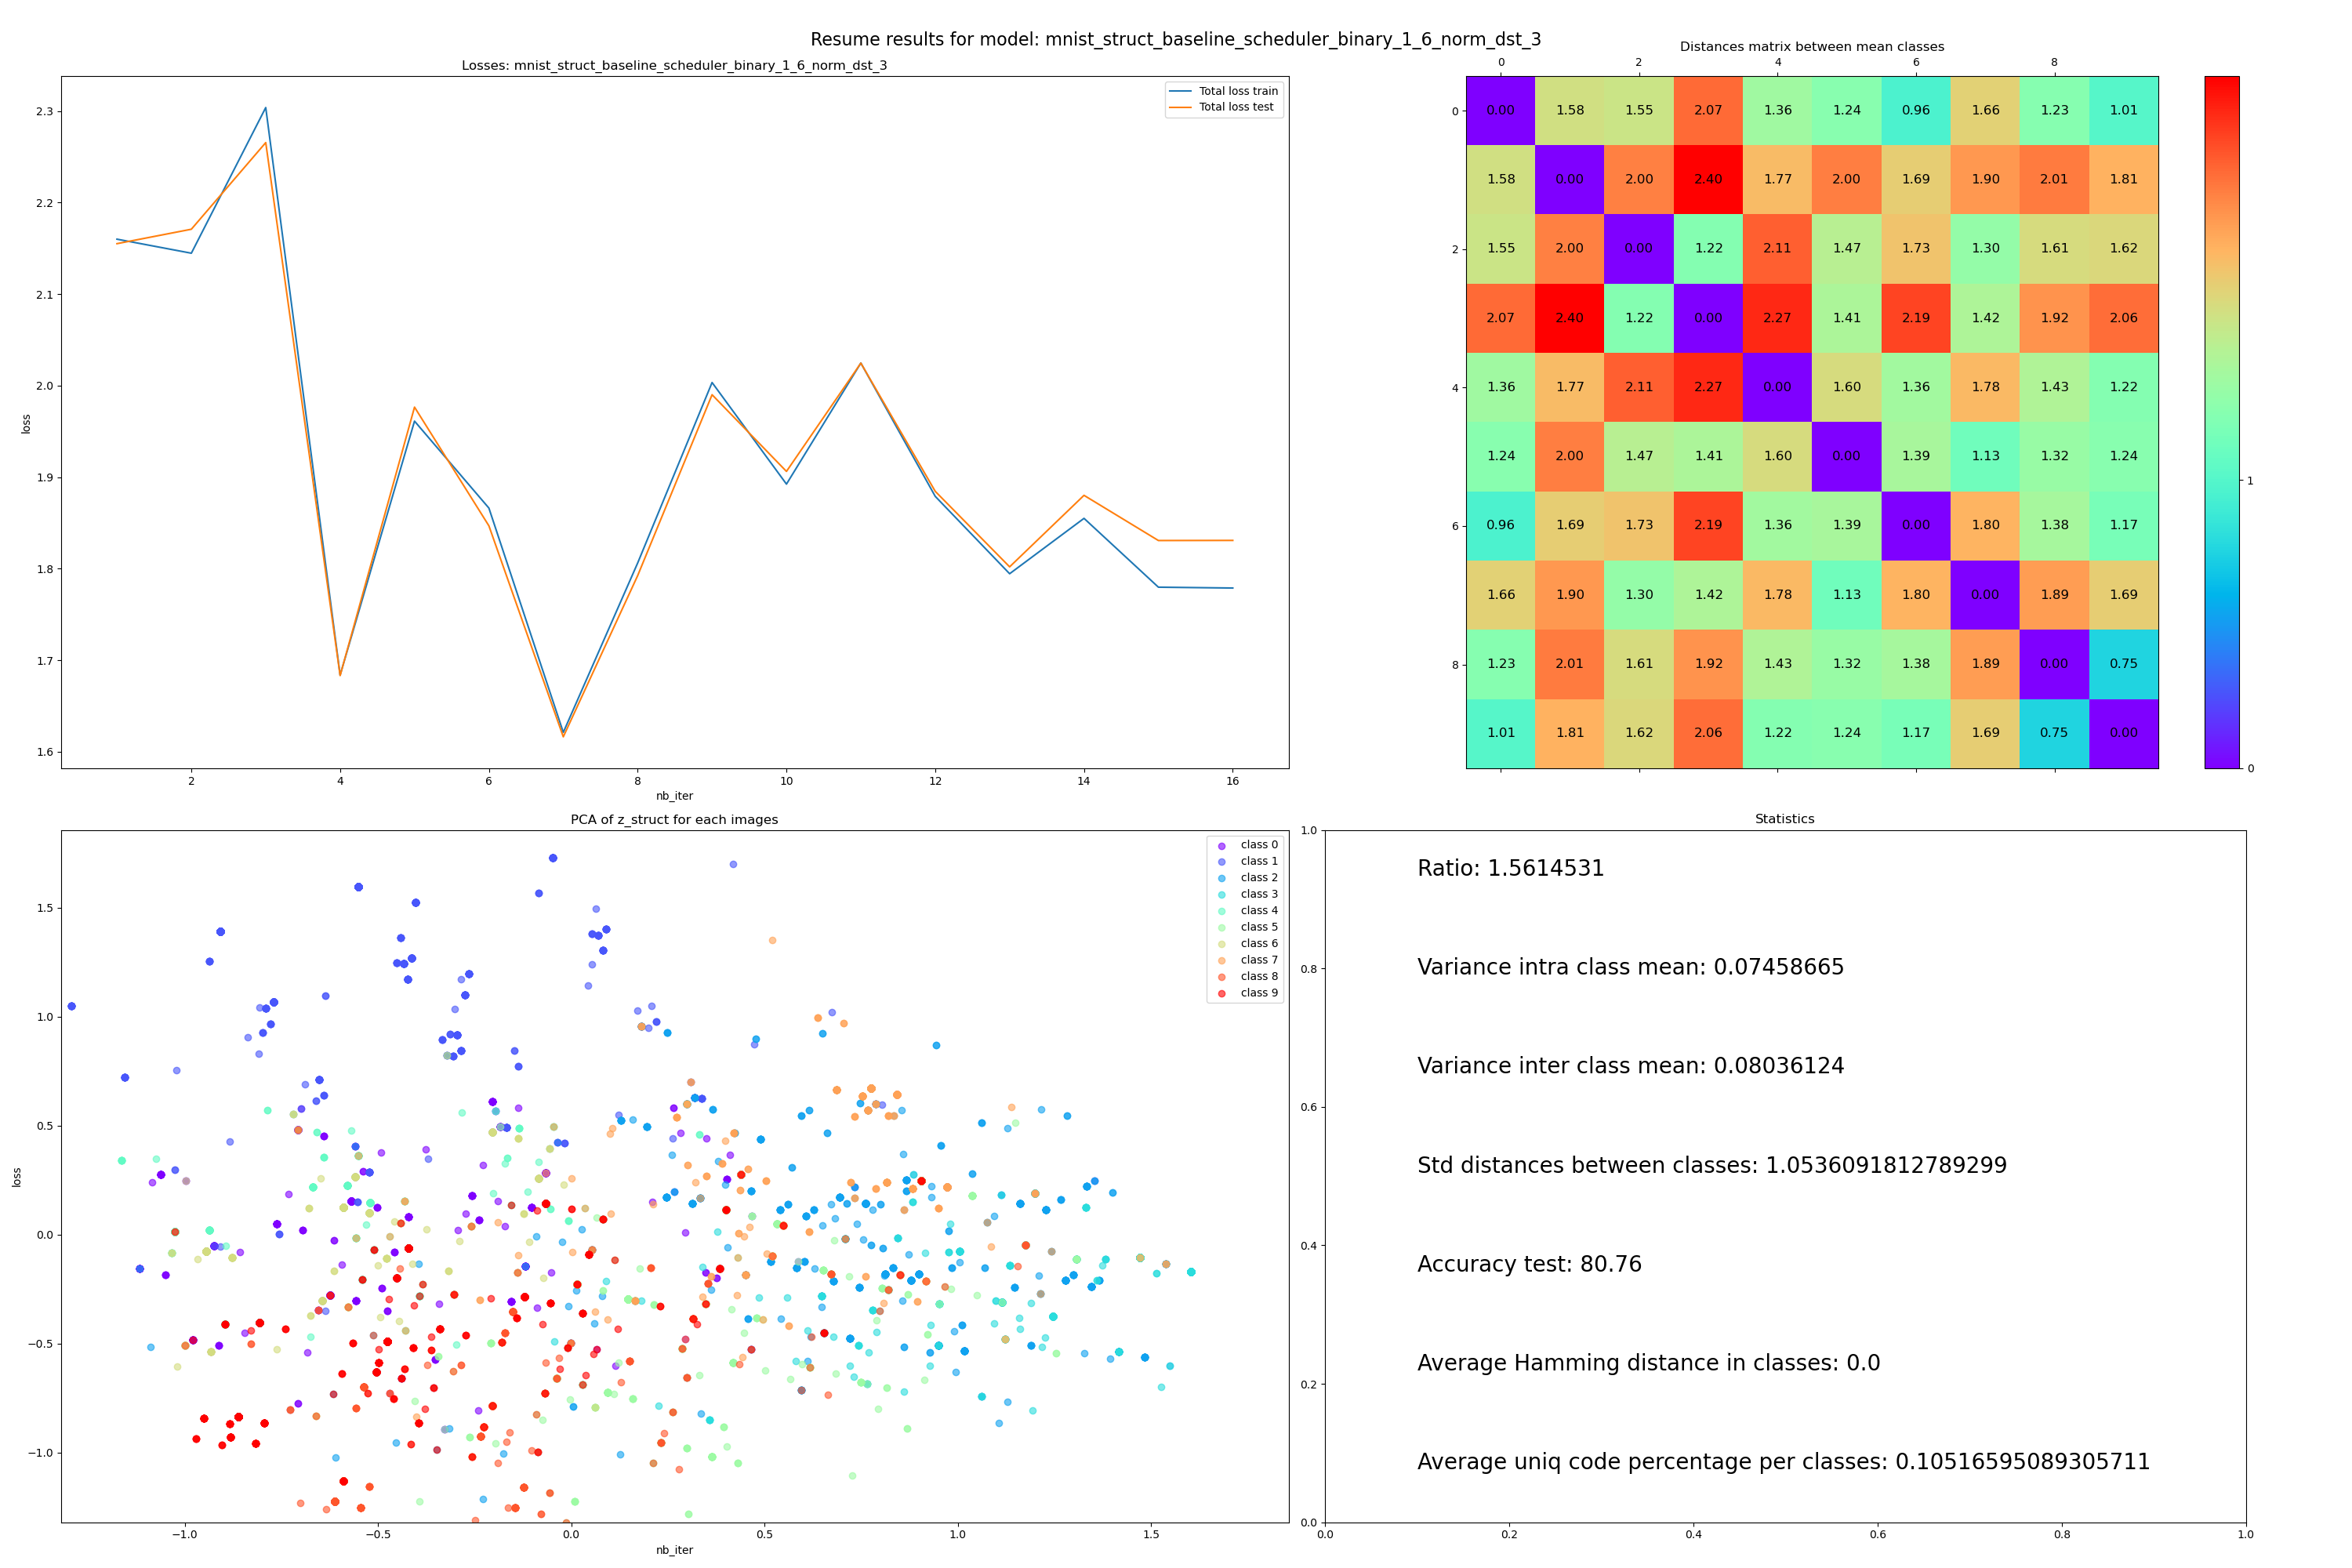 Resume results for model: mnist_struct_baseline_scheduler_binary_1_6_norm_dst_3
Losses: mnist_struct_baseline_scheduler_binary_1_6_norm_dst_3
Total loss train
Total loss test
2.3
2.2
2.1
2.0
1.9
1.8
1.7
1.6
loss
2 4 6 8 10 12 14 16
nb_iter
Distances matrix between mean classes
0 2 4 6 8
0 0.00 1.58 1.55 2.07 1.36 1.24 0.96 1.66 1.23 1.01
1.58 0.00 2.00 2.40 1.77 2.00 1.69 1.90 2.01 1.81
2 1.55 2.00 0.00 1.22 2.11 1.47 1.73 1.30 1.61 1.62
2.07 2.40 1.22 0.00 2.27 1.41 2.19 1.42 1.92 2.06
4 1.36 1.77 2.11 2.27 0.00 1.60 1.36 1.78 1.43 1.22
1.24 2.00 1.47 1.41 1.60 0.00 1.39 1.13 1.32 1.24
6 0.96 1.69 1.73 2.19 1.36 1.39 0.00 1.80 1.38 1.17
1.66 1.90 1.30 1.42 1.78 1.13 1.80 0.00 1.89 1.69
8 1.23 2.01 1.61 1.92 1.43 1.32 1.38 1.89 0.00 0.75
1.01 1.81 1.62 2.06 1.22 1.24 1.17 1.69 0.75 0.00
1
0
PCA of z_struct for each images
class 0
class 1
class 2
class 3
class 4
class 5
class 6
class 7
class 8
class 9
1.5
1.0
0.5
0.0
−0.5
−1.0
loss
−1.0 −0.5 0.0 0.5 1.0 1.5
nb_iter
Statistics
1.0
0.8
0.6
0.4
0.2
0.0
Ratio: 1.5614531
Variance intra class mean: 0.07458665
Variance inter class mean: 0.08036124
Std distances between classes: 1.0536091812789299
Accuracy test: 80.76
Average Hamming distance in classes: 0.0
Average uniq code percentage per classes: 0.10516595089305711
0.0 0.2 0.4 0.6 0.8 1.0